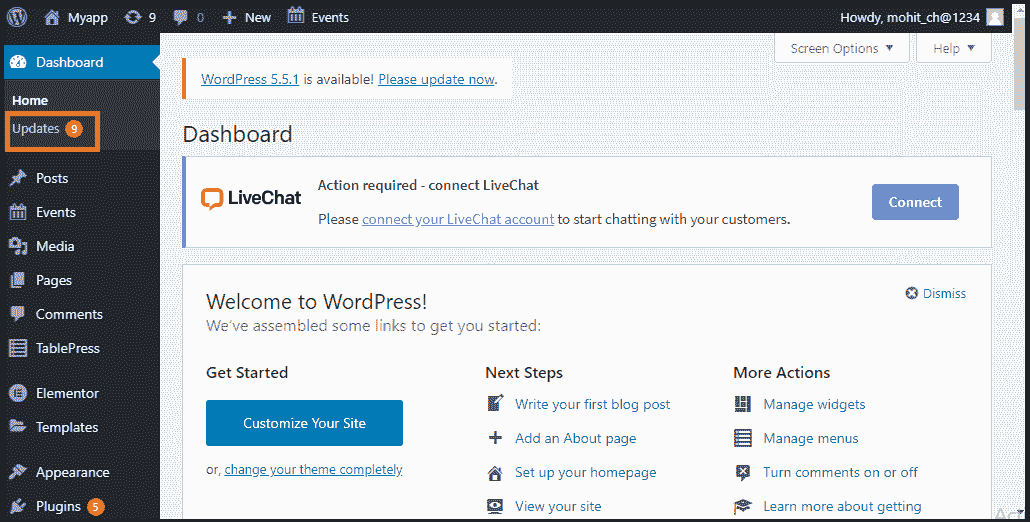 Myapp 9 0 New Events Howdy, mohit_ch@1234
Dashboard
Home
Updates 9
Posts
Events
Media
Pages
Comments
TablePress
Elementor
Templates
Appearance
Plugins 5
Screen Options Help
WordPress 5.5.1 is available! Please update now.
Dashboard
LiveChat
Action required - connect LiveChat
Please connect your LiveChat account to start chatting with your customers.
Connect
Welcome to WordPress!
Dismiss
We've assembled some links to get you started:
Get Started
Customize Your Site
or, change your theme completely
Next Steps
Write your first blog post
Add an About page
Set up your homepage
View your site
More Actions
Manage widgets
Manage menus
Turn comments on or off
Learn more about getting